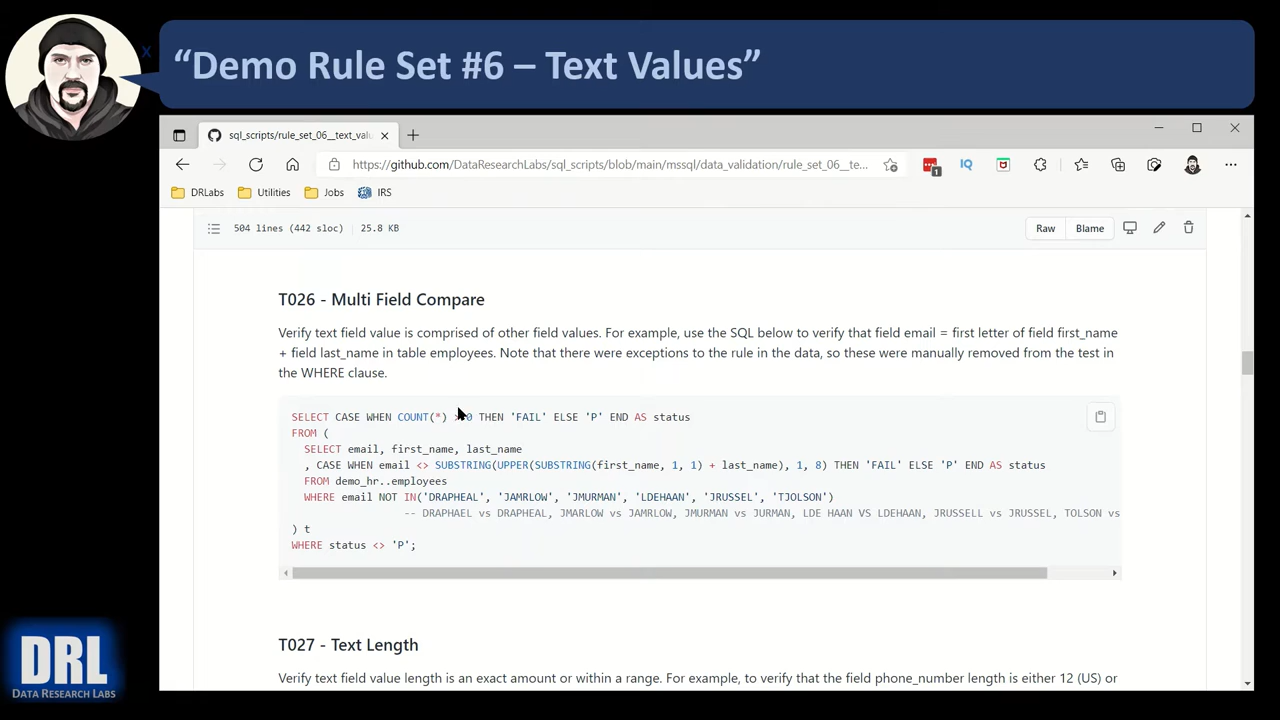 “Demo Rule Set #6 – Text Values”
x
sql_scripts/rule_set_06__text_valu
https://github.com/DataResearchLabs/sql_scripts/blob/main/mssql/data_validation/rule_set_06__te...
1
IQ
DRLabs
Utilities
Jobs
IRS
504 lines (442 sloc) | 25.8 KB
Raw
Blame
T026 - Multi Field Compare
Verify text field value is comprised of other field values. For example, use the SQL below to verify that field email = first letter of field first_name
+ field last_name in table employees. Note that there were exceptions to the rule in the data, so these were manually removed from the test in
the WHERE clause.
SELECT CASE WHEN COUNT(*) > 0 THEN 'FAIL' ELSE 'P' END AS status
FROM (
SELECT email, first_name, last_name
, CASE WHEN email <> SUBSTRING(UPPER(SUBSTRING(first_name, 1, 1) + last_name), 1, 8) THEN 'FAIL' ELSE 'P' END AS status
FROM demo_hr..employees
WHERE email NOT IN('DRAPHEAL', 'JAMRLOW', 'JMURMAN', 'LDEHAAN', 'JRUSSEL', 'TJOLSON')
-- DRAPHAEL vs DRAPHEAL, JMARLOW vs JAMRLOW, JMURMAN vs JURMAN, LDE HAAN VS LDEHAAN, JRUSSELL vs JRUSSEL, TOLSON vs
) t
WHERE status <> 'P';
T027 - Text Length
Verify text field value length is an exact amount or within a range. For example, to verify that the field phone_number length is either 12 (US) or
DRL
DATA RESEARCH LABS